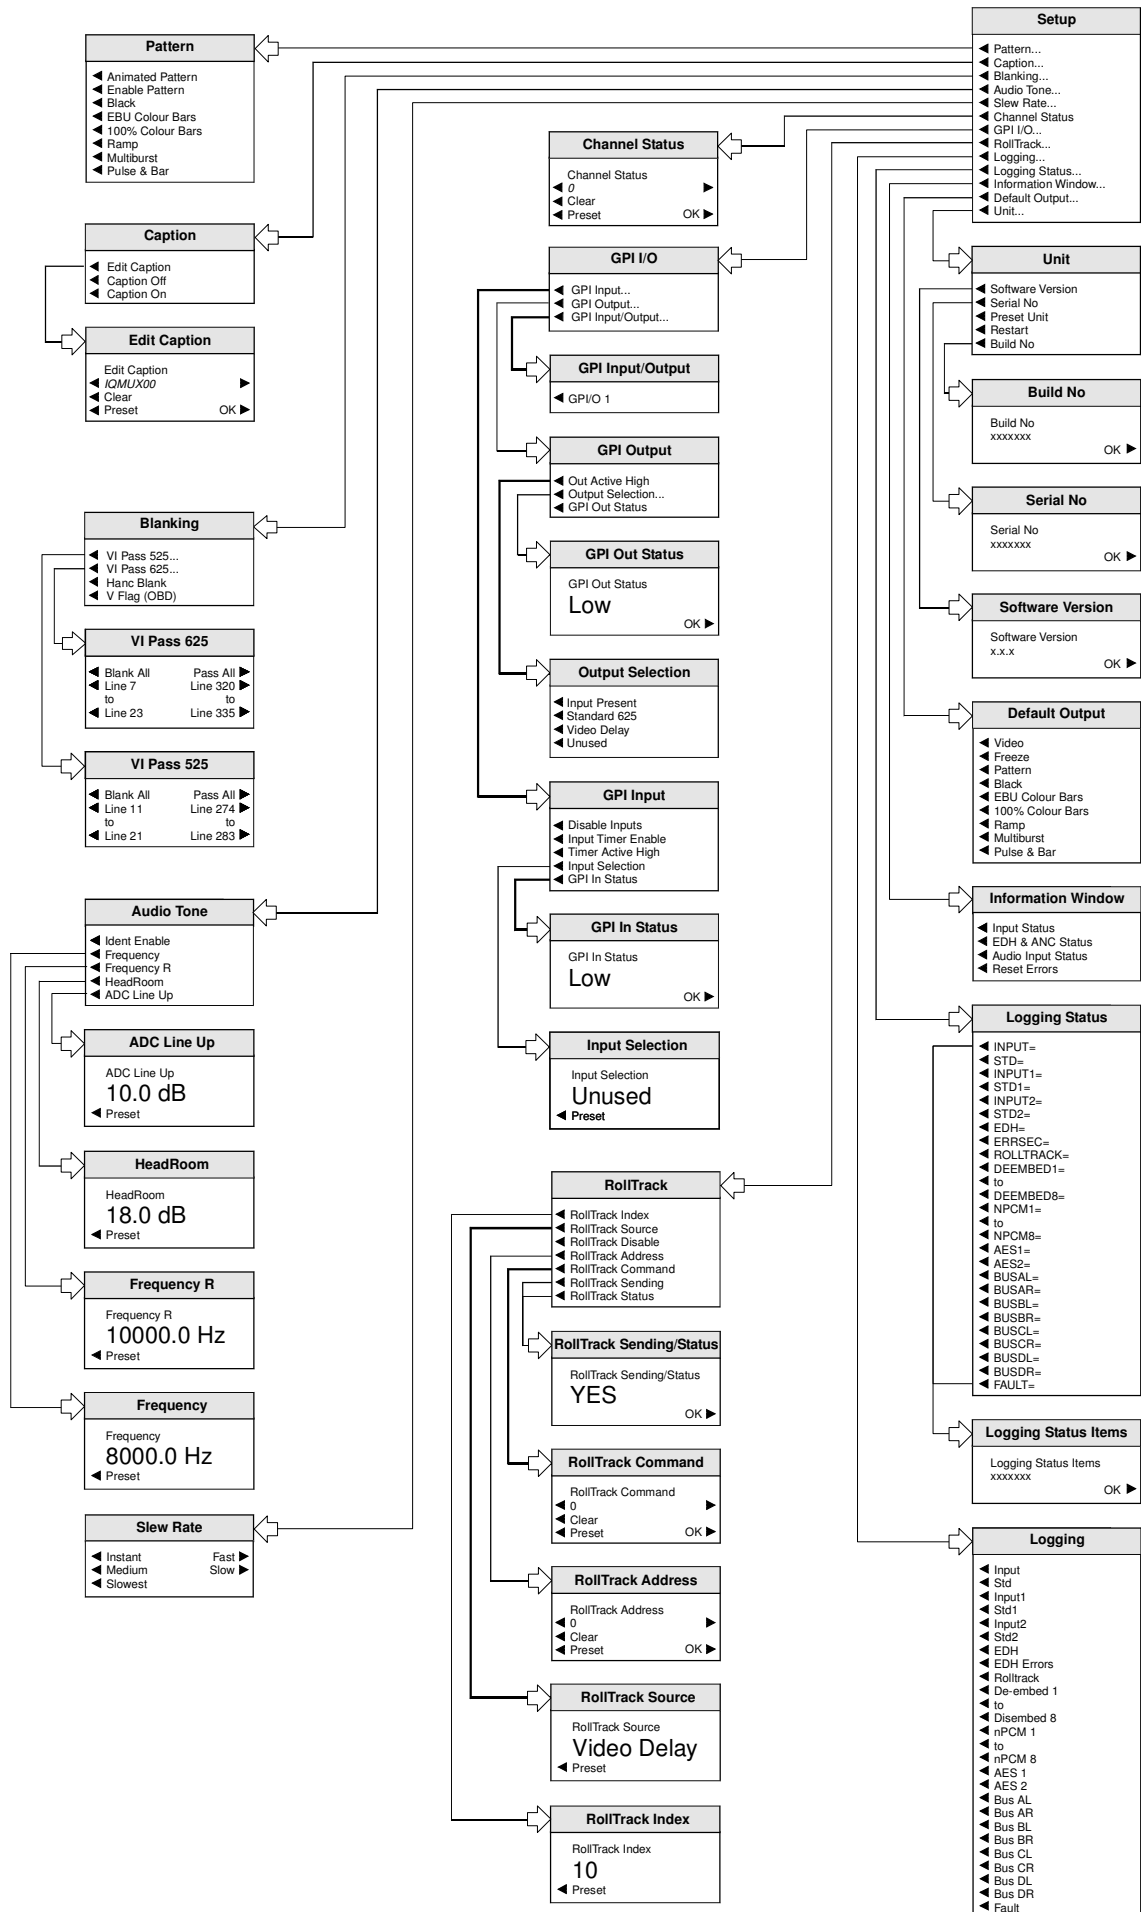 Pattern
Animated Pattern
Enable Pattern
Black
EBU Colour Bars
100% Colour Bars
Ramp
Multiburst
Pulse & Bar
Caption
Edit Caption
Caption Off
Caption On
Edit Caption
Edit Caption
IQMUX00
Clear
Preset OK
Blanking
VI Pass 525...
VI Pass 625...
Hanc Blank
V Flag (OBD)
VI Pass 625
Blank All Pass All
Line 7 Line 320
to to
Line 23 Line 335
VI Pass 525
Blank All Pass All
Line 11 Line 274
to to
Line 21 Line 283
Audio Tone
Ident Enable
Frequency
Frequency R
HeadRoom
ADC Line Up
ADC Line Up
ADC Line Up
10.0 dB
Preset
HeadRoom
HeadRoom
18.0 dB
Preset
Frequency R
Frequency R
10000.0 Hz
Preset
Frequency
Frequency
8000.0 Hz
Preset
Slew Rate
Instant Fast
Medium Slow
Slowest
Channel Status
Channel Status
0
Clear
Preset OK
GPI I/O
GPI Input...
GPI Output...
GPI Input/Output...
GPI Input/Output
GPI/O 1
GPI Output
Out Active High
Output Selection...
GPI Out Status
GPI Out Status
GPI Out Status
Low
OK
Output Selection
Input Present
Standard 625
Video Delay
Unused
GPI Input
Disable Inputs
Input Timer Enable
Timer Active High
Input Selection
GPI In Status
GPI In Status
GPI In Status
Low
OK
Input Selection
Input Selection
Unused
Preset
RollTrack
RollTrack Index
RollTrack Source
RollTrack Disable
RollTrack Address
RollTrack Command
RollTrack Sending
RollTrack Status
RollTrack Sending/Status
RollTrack Sending/Status
YES
OK
RollTrack Command
RollTrack Command
0
Clear
Preset OK
RollTrack Address
RollTrack Address
0
Clear
Preset OK
RollTrack Source
RollTrack Source
Video Delay
Preset
RollTrack Index
RollTrack Index
10
Preset
Setup
Pattern...
Caption...
Blanking...
Audio Tone...
Slew Rate...
Channel Status
GPI I/O...
RollTrack...
Logging...
Logging Status...
Information Window...
Default Output...
Unit...
Unit
Software Version
Serial No
Preset Unit
Restart
Build No
Build No
Build No
xxxxxxx
OK
Serial No
Serial No
xxxxxxx
OK
Software Version
Software Version
x.x.x
OK
Default Output
Video
Freeze
Pattern
Black
EBU Colour Bars
100% Colour Bars
Ramp
Multiburst
Pulse & Bar
Information Window
Input Status
EDH & ANC Status
Audio Input Status
Reset Errors
Logging Status
INPUT=
STD=
INPUT1=
STD1=
INPUT2=
STD2=
EDH=
ERRSEC=
ROLLTRACK=
DEEMBED1=
to
DEEMBED8=
NPCM1=
to
NPCM8=
AES1=
AES2=
BUSAL=
BUSAR=
BUSBL=
BUSBR=
BUSCL=
BUSCR=
BUSDL=
BUSDR=
FAULT=
Logging Status Items
Logging Status Items
xxxxxxx
OK
Logging
Input
Std
Input1
Std1
Input2
Std2
EDH
EDH Errors
Rolltrack
De-embed 1
to
Disembed 8
nPCM 1
to
nPCM 8
AES 1
AES 2
Bus AL
Bus AR
Bus BL
Bus BR
Bus CL
Bus CR
Bus DL
Bus DR
Fault